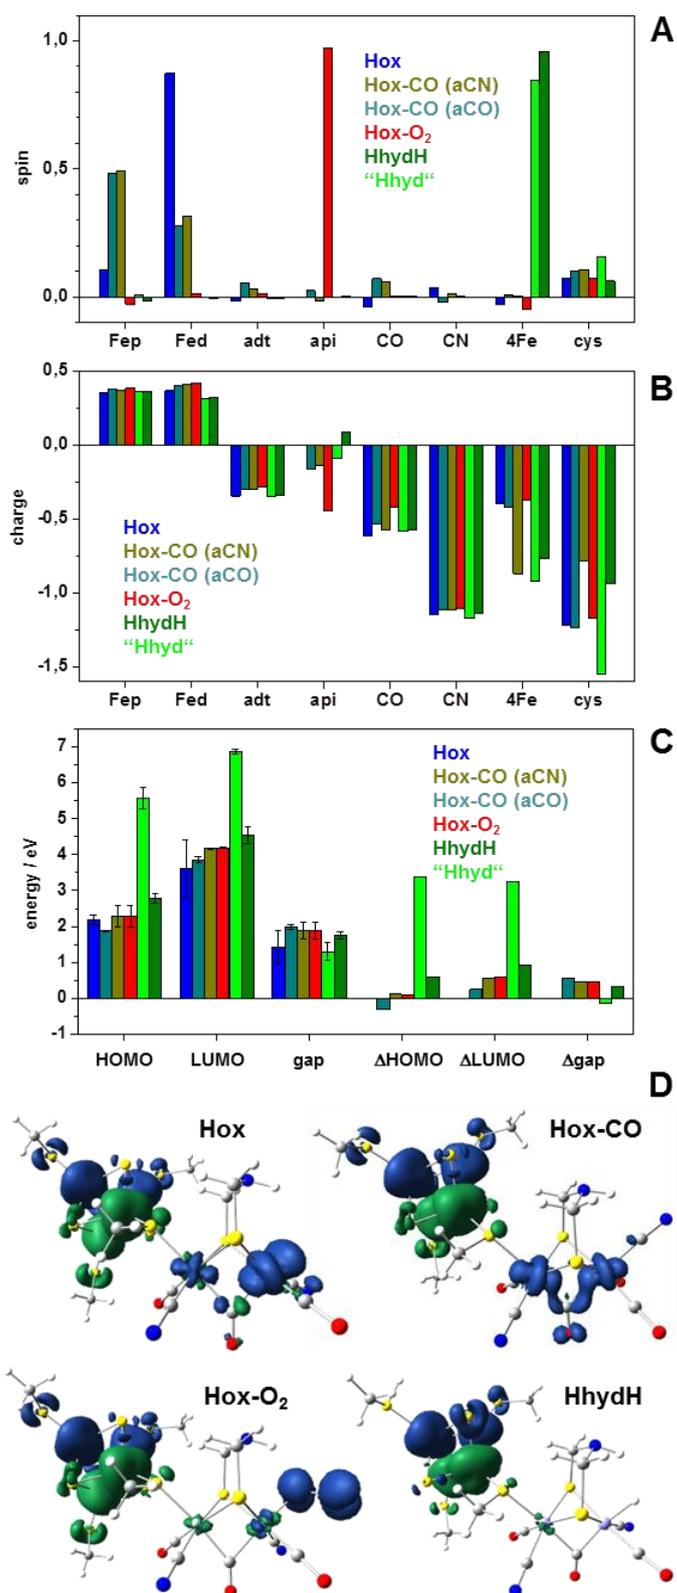 A
1,0
0,5
0,0
spin
Hox
Hox-CO (aCN)
Hox-CO (aCO)
Hox-O₂
HhydH
“Hhyd“
Fep Fed adt api CO CN 4Fe cys
B
0,5
0,0
-0,5
-1,0
-1,5
charge
Hox
Hox-CO (aCN)
Hox-CO (aCO)
Hox-O₂
HhydH
“Hhyd“
Fep Fed adt api CO CN 4Fe cys
C
7
6
5
4
3
2
1
0
-1
energy / eV
Hox
Hox-CO (aCN)
Hox-CO (aCO)
Hox-O₂
HhydH
“Hhyd“
HOMO LUMO gap ΔHOMO ΔLUMO Δgap
D
Hox Hox-CO
Hox-O₂ HhydH